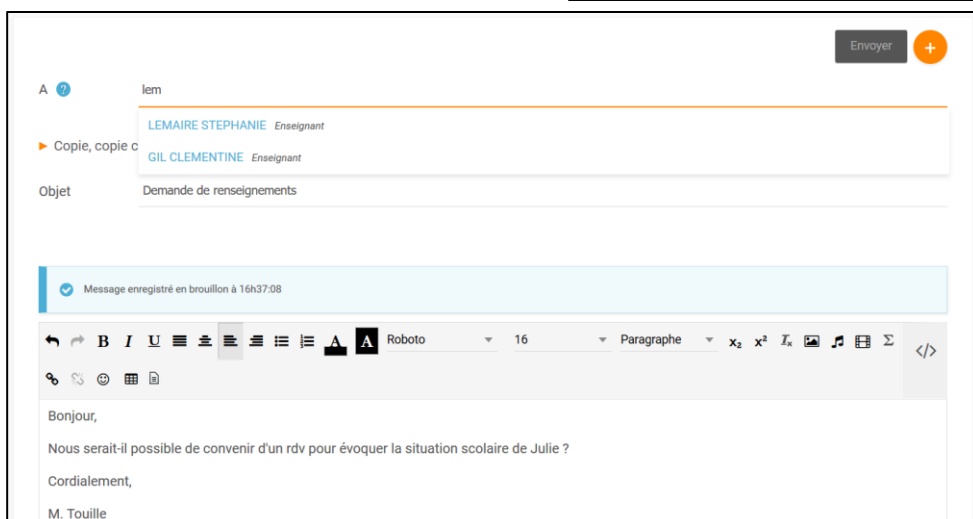 Envoyer +
A ? lem
LEMAIRE STEPHANIE Enseignant
Copie, copie c
GIL CLEMENTINE Enseignant
Objet Demande de renseignements
Message enregistré en brouillon à 16h37:08
B I U A A Roboto 16 Paragraphe x₂ x² Tx Σ </>
Bonjour,
Nous serait-il possible de convenir d'un rdv pour évoquer la situation scolaire de Julie ?
Cordialement,
M. Touille